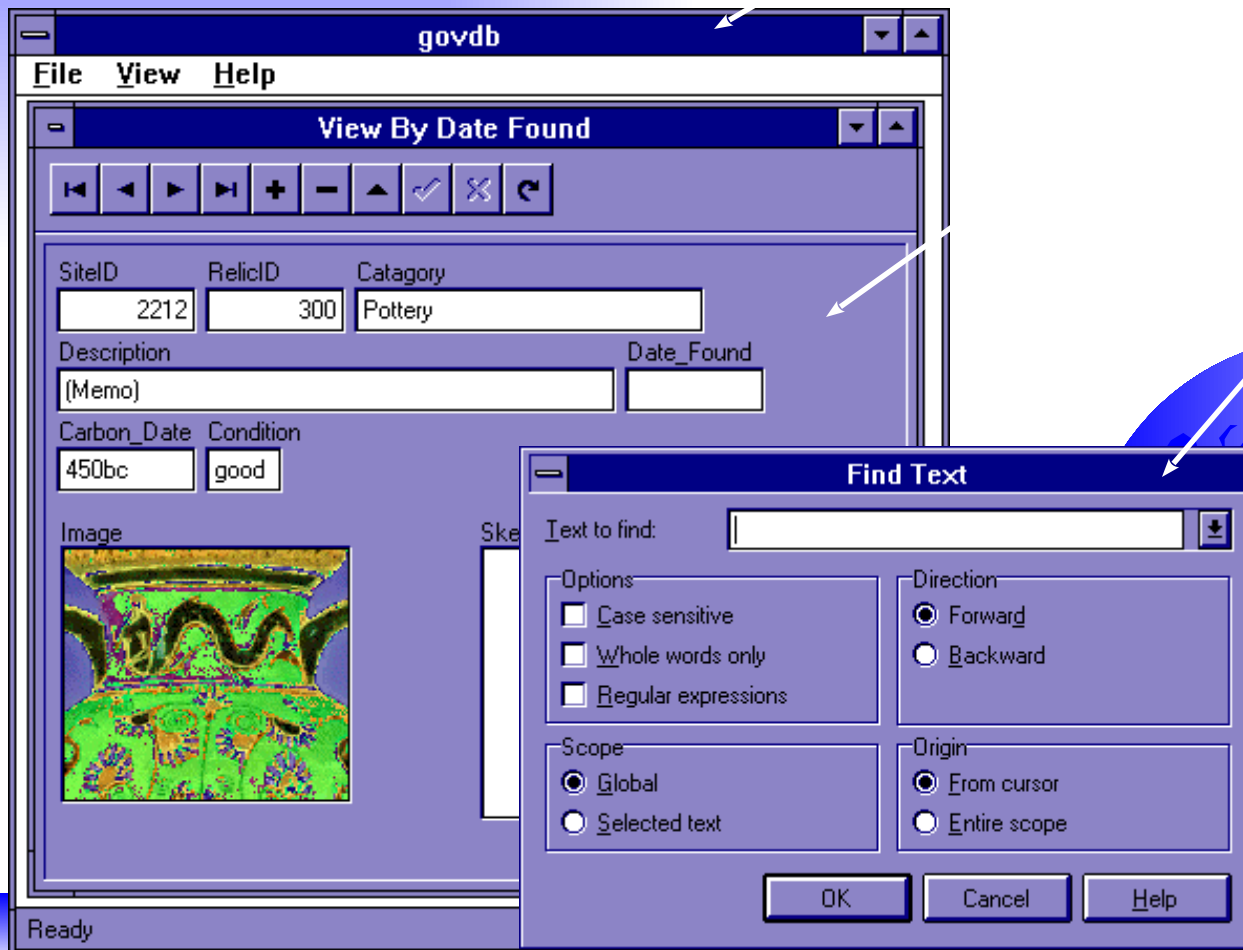 govdb
File View Help
View By Date Found
SiteID RelicID Catagory
2212 300 Pottery
Description Date_Found
(Memo)
Carbon_Date Condition
450bc good
Image Ske
Find Text
Text to find:
Options Direction
Case sensitive Forward
Whole words only Backward
Regular expressions
Scope Origin
Global From cursor
Selected text Entire scope
OK Cancel Help
Ready